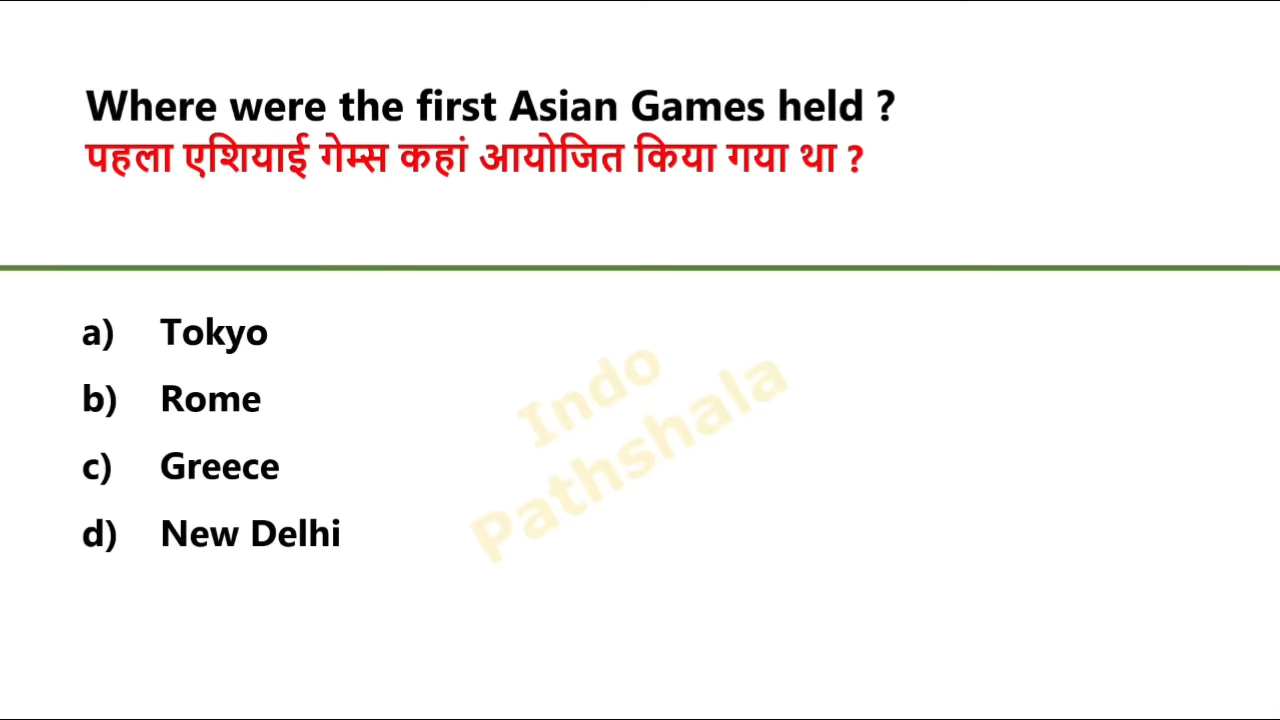 Where were the first Asian Games held ?
पहला एशियाई गेम्स कहां आयोजित किया गया था ?
a) Tokyo
b) Rome
c) Greece
d) New Delhi
Indo
Pathshala